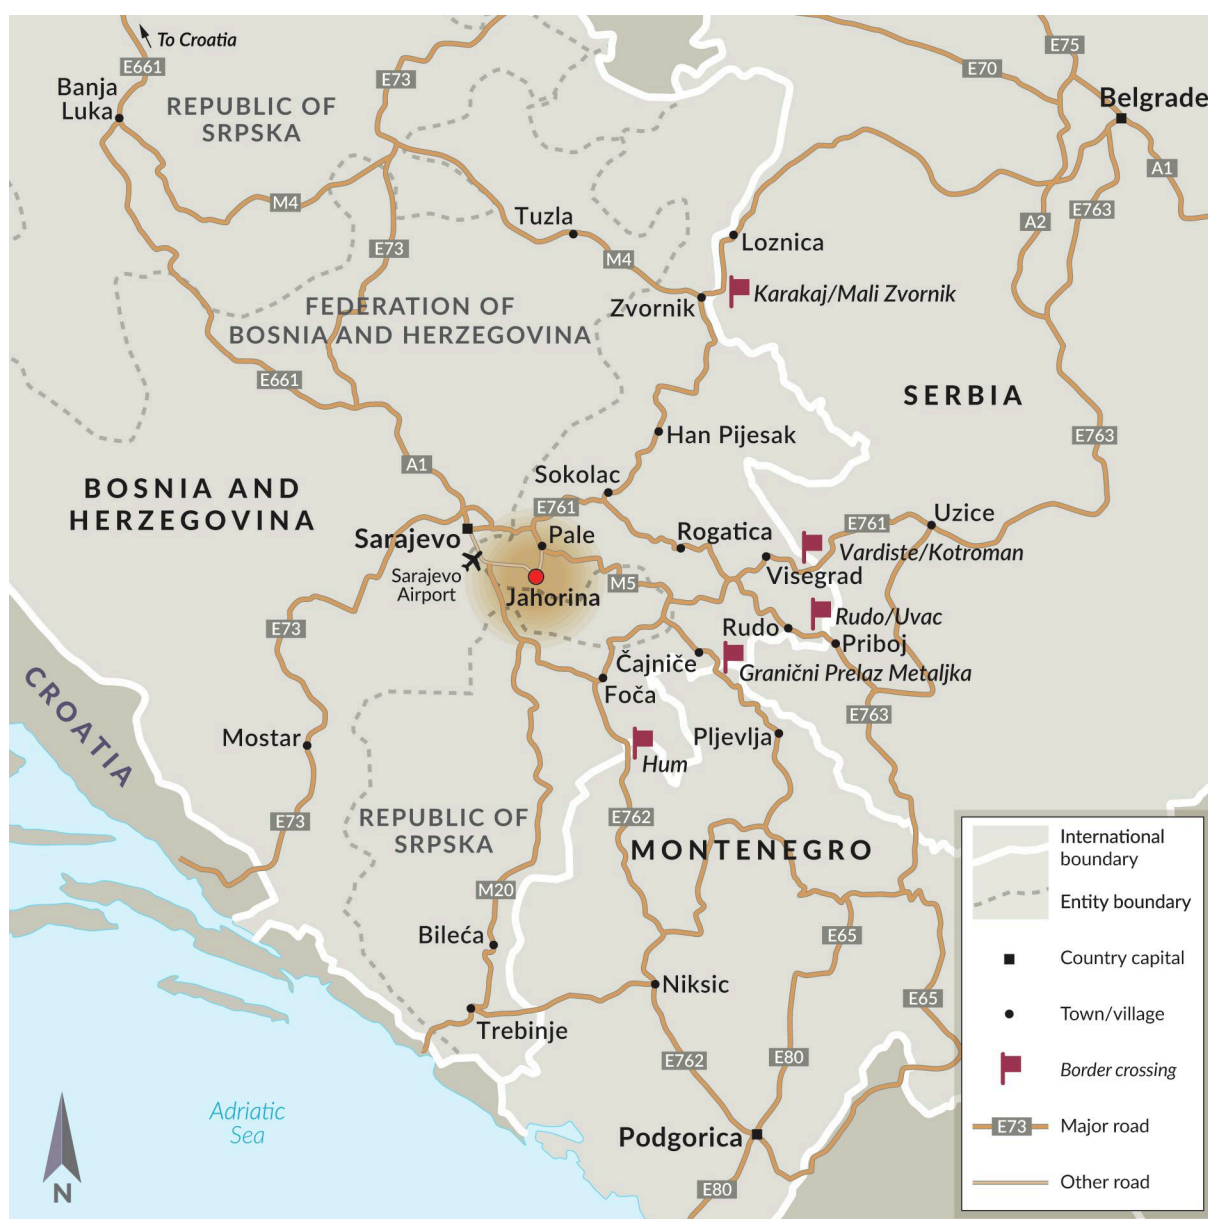 To Croatia
E661
E73
E75
E70
Banja
Luka
REPUBLIC OF
SRPSKA
Belgrade
A1
M4
Tuzla
E73
M4
A2
E763
Loznica
Karakaj/Mali Zvornik
Zvornik
FEDERATION OF
BOSNIA AND HERZEGOVINA
E661
SERBIA
Han Pijesak
E763
A1
Sokolac
BOSNIA AND
HERZEGOVINA
E761
Sarajevo
Pale
Rogatica
E761
Uzice
Vardiste/Kotroman
Visegrad
Sarajevo
Airport
Jahorina
M5
E73
Rudo
Rudo/Uvac
Priboj
Čajniče
Granični Prelaz Metaljka
Foča
CROATIA
Mostar
Hum
Pljevlja
E763
E73
REPUBLIC OF
SRPSKA
E762
MONTENEGRO
M20
Bileća
E65
Niksic
E65
Trebinje
E762
E80
Adriatic
Sea
Podgorica
E80
N
International
boundary
Entity boundary
Country capital
Town/village
Border crossing
E73
Major road
Other road